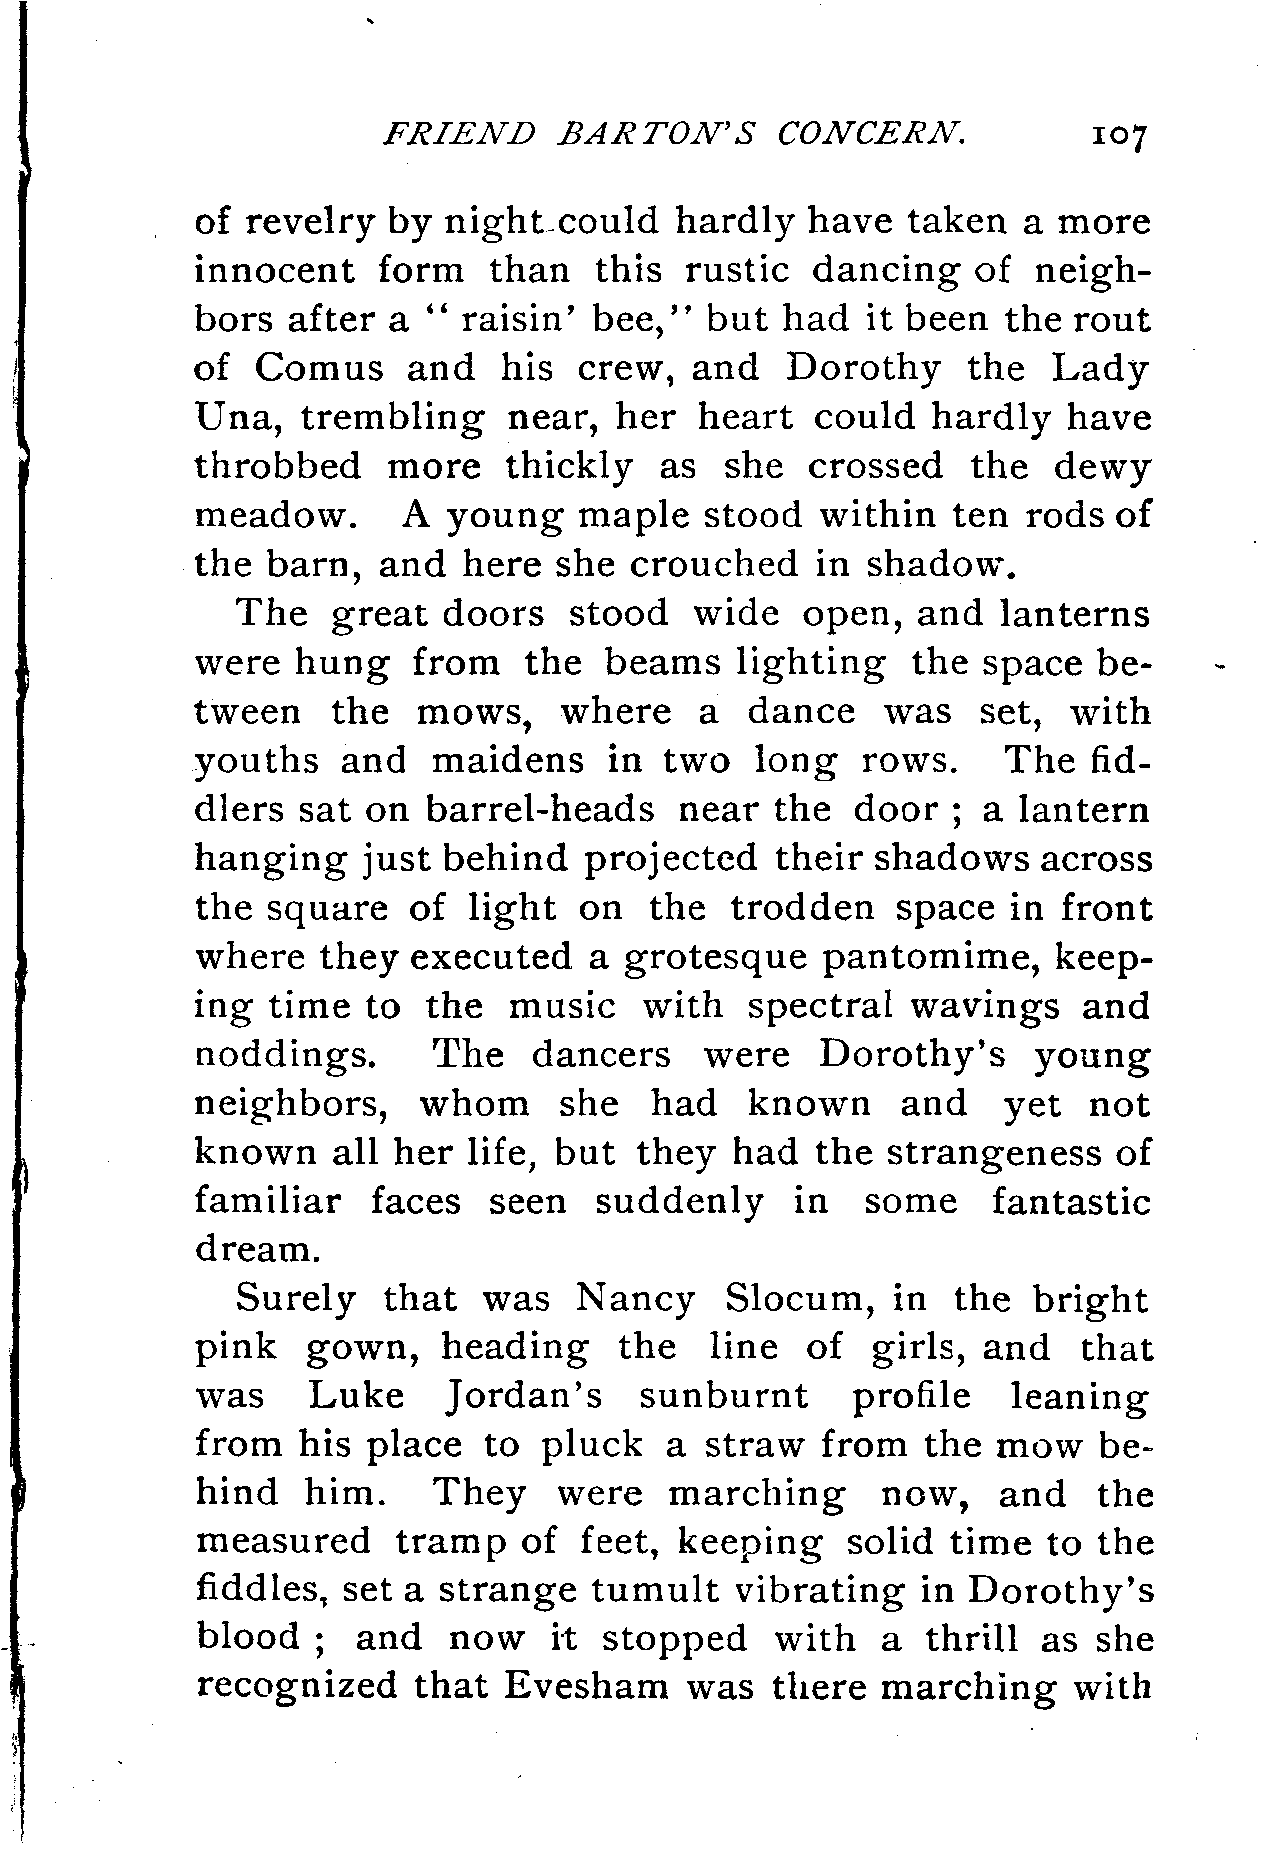 FRIEND BARTON'S CONCERN. 107
of revelry by night could hardly have taken a more
innocent form than this rustic dancing of neigh-
bors after a “ raisin' bee,” but had it been the rout
of Comus and his crew, and Dorothy the Lady
Una, trembling near, her heart could hardly have
throbbed more thickly as she crossed the dewy
meadow. A young maple stood within ten rods of
the barn, and here she crouched in shadow.
The great doors stood wide open, and lanterns
were hung from the beams lighting the space be-
tween the mows, where a dance was set, with
youths and maidens in two long rows. The fid-
dlers sat on barrel-heads near the door ; a lantern
hanging just behind projected their shadows across
the square of light on the trodden space in front
where they executed a grotesque pantomime, keep-
ing time to the music with spectral wavings and
noddings. The dancers were Dorothy's young
neighbors, whom she had known and yet not
known all her life, but they had the strangeness of
familiar faces seen suddenly in some fantastic
dream.
Surely that was Nancy Slocum, in the bright
pink gown, heading the line of girls, and that
was Luke Jordan's sunburnt profile leaning
from his place to pluck a straw from the mow be-
hind him. They were marching now, and the
measured tramp of feet, keeping solid time to the
fiddles, set a strange tumult vibrating in Dorothy's
blood ; and now it stopped with a thrill as she
recognized that Evesham was there marching with